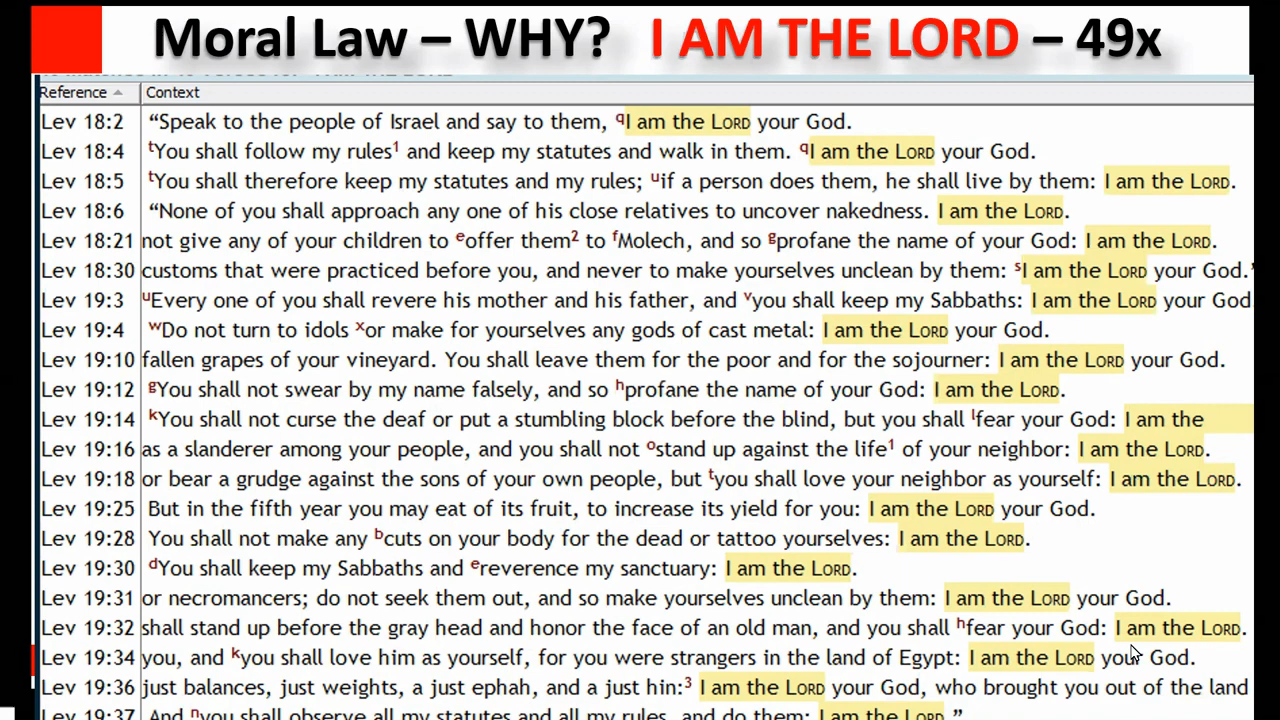 Moral Law – WHY? I AM THE LORD – 49x
Reference Context
Lev 18:2 “Speak to the people of Israel and say to them, qI am the LORD your God.
Lev 18:4 tYou shall follow my rules1 and keep my statutes and walk in them. qI am the LORD your God.
Lev 18:5 tYou shall therefore keep my statutes and my rules; uif a person does them, he shall live by them: I am the LORD.
Lev 18:6 “None of you shall approach any one of his close relatives to uncover nakedness. I am the LORD.
Lev 18:21 not give any of your children to eoffer them2 to fMolech, and so gprofane the name of your God: I am the LORD.
Lev 18:30 customs that were practiced before you, and never to make yourselves unclean by them: sI am the LORD your God.”
Lev 19:3 uEvery one of you shall revere his mother and his father, and vyou shall keep my Sabbaths: I am the LORD your God
Lev 19:4 wDo not turn to idols xor make for yourselves any gods of cast metal: I am the LORD your God.
Lev 19:10 fallen grapes of your vineyard. You shall leave them for the poor and for the sojourner: I am the LORD your God.
Lev 19:12 gYou shall not swear by my name falsely, and so hprofane the name of your God: I am the LORD.
Lev 19:14 kYou shall not curse the deaf or put a stumbling block before the blind, but you shall lfear your God: I am the
Lev 19:16 as a slanderer among your people, and you shall not ostand up against the life1 of your neighbor: I am the LORD.
Lev 19:18 or bear a grudge against the sons of your own people, but tyou shall love your neighbor as yourself: I am the LORD.
Lev 19:25 But in the fifth year you may eat of its fruit, to increase its yield for you: I am the LORD your God.
Lev 19:28 You shall not make any bcuts on your body for the dead or tattoo yourselves: I am the LORD.
Lev 19:30 dYou shall keep my Sabbaths and ereverence my sanctuary: I am the LORD.
Lev 19:31 or necromancers; do not seek them out, and so make yourselves unclean by them: I am the LORD your God.
Lev 19:32 shall stand up before the gray head and honor the face of an old man, and you shall hfear your God: I am the LORD.
Lev 19:34 you, and kyou shall love him as yourself, for you were strangers in the land of Egypt: I am the LORD your God.
Lev 19:36 just balances, just weights, a just ephah, and a just hin:3 I am the LORD your God, who brought you out of the land
Lev 19:37 And nyou shall observe all my statutes and all my rules, and do them: I am the LORD.”